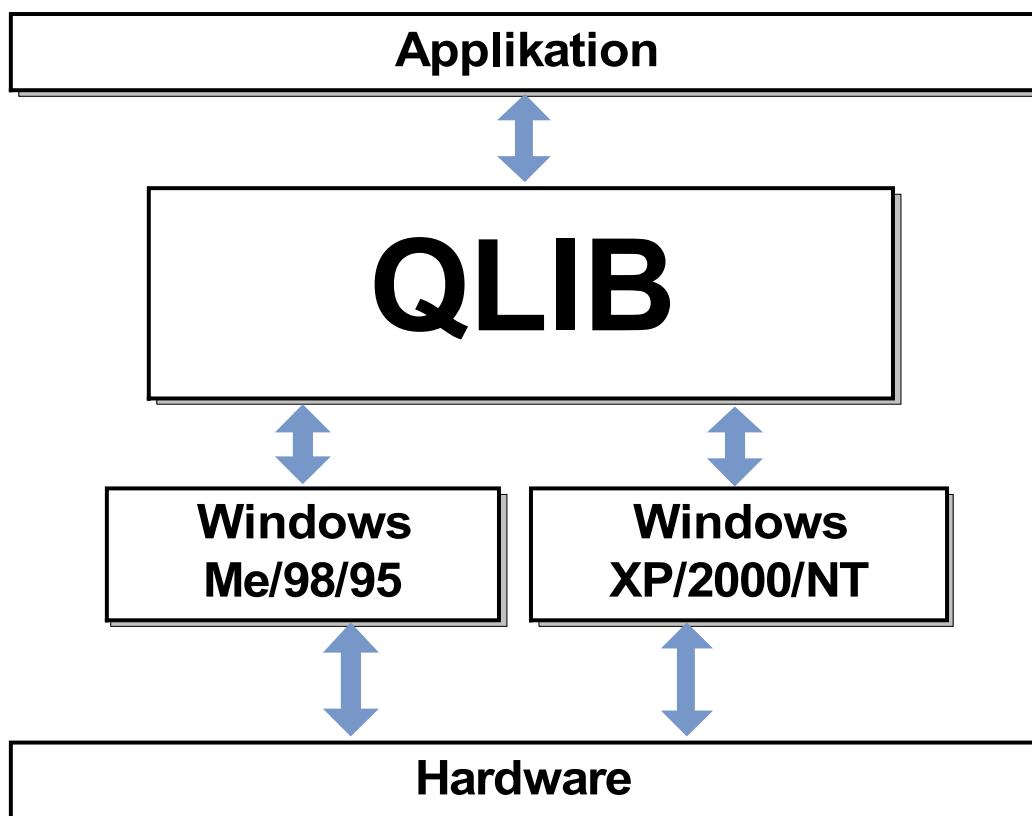 Applikation
QLIB
Windows
Me/98/95
Windows
XP/2000/NT
Hardware